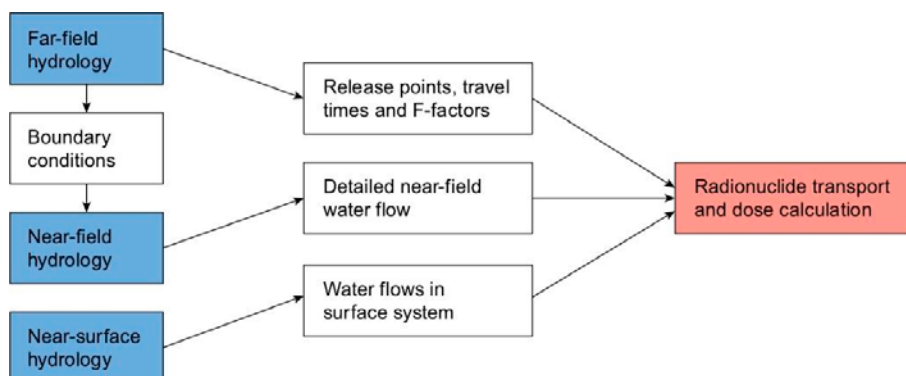 Far-field
hydrology
Boundary
conditions
Near-field
hydrology
Near-surface
hydrology
Release points, travel
times and F-factors
Detailed near-field
water flow
Water flows in
surface system
Radionuclide transport
and dose calculation